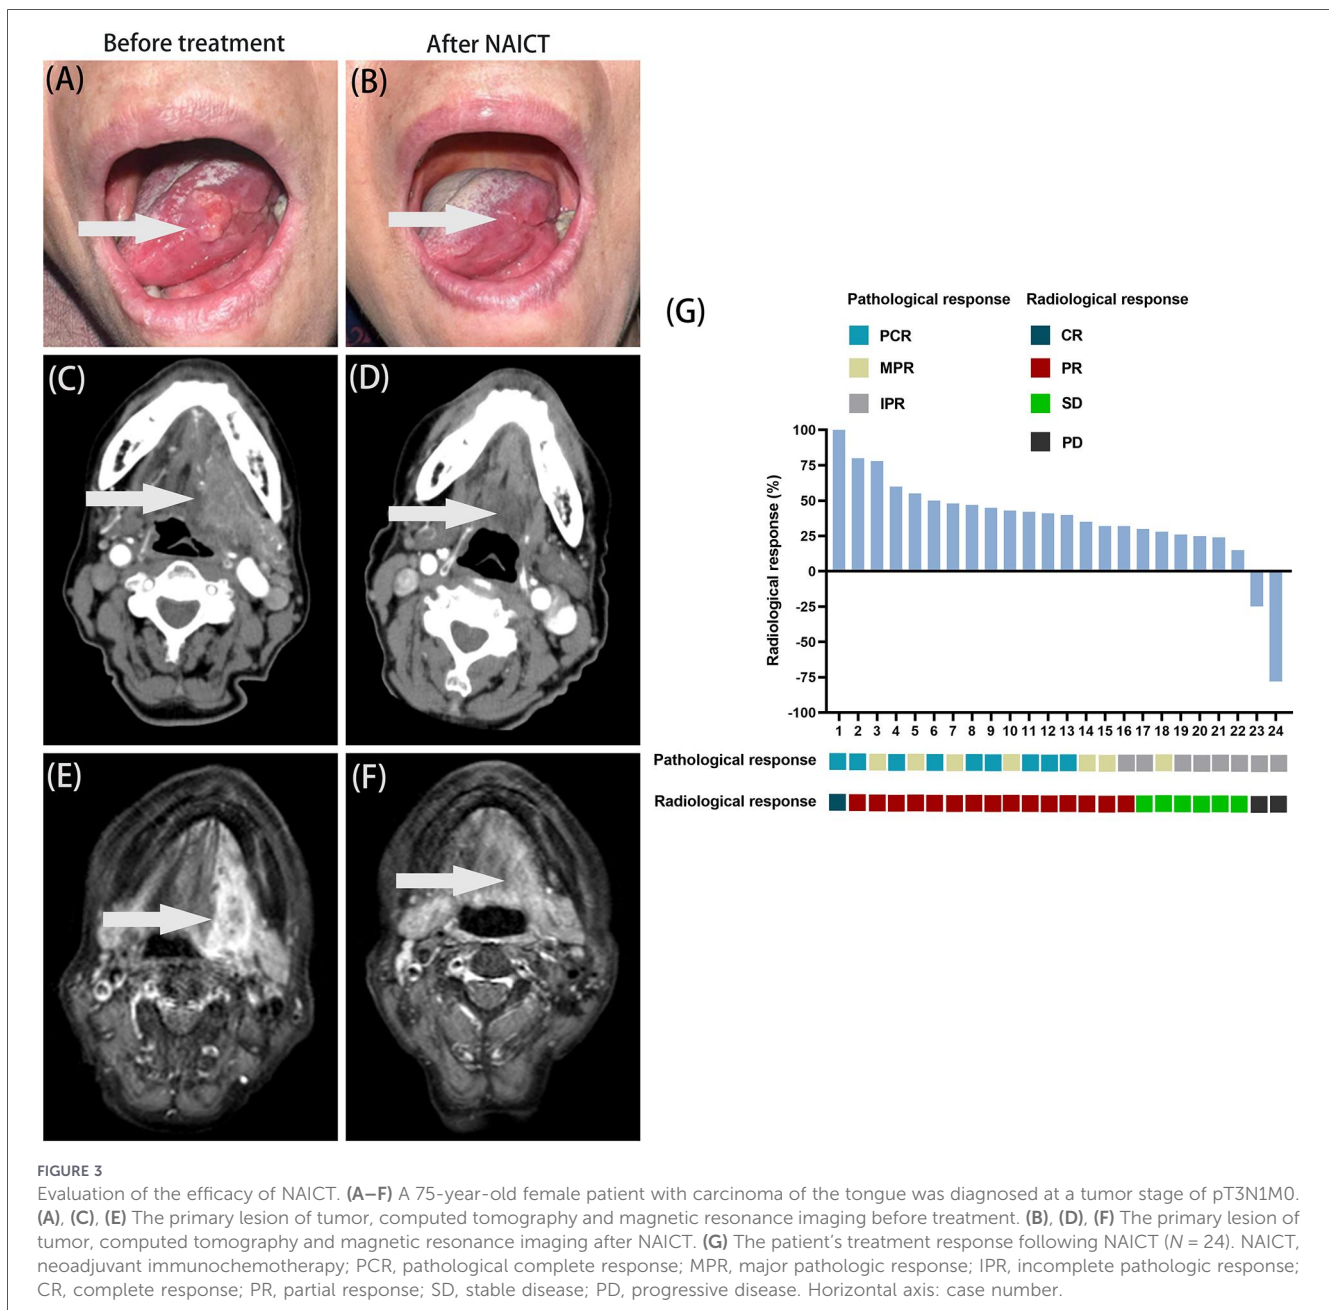 Before treatment
After NAICT
(A)
(B)
(C)
(D)
(E)
(F)
(G)
Pathological response
Radiological response
PCR
CR
MPR
PR
IPR
SD
PD
Radiological response (%)
100
75
50
25
0
-25
-50
-75
-100
1 2 3 4 5 6 7 8 9 10 11 12 13 14 15 16 17 18 19 20 21 22 23 24
Pathological response
Radiological response
FIGURE 3
Evaluation of the efficacy of NAICT. (A–F) A 75-year-old female patient with carcinoma of the tongue was diagnosed at a tumor stage of pT3N1M0.
(A), (C), (E) The primary lesion of tumor, computed tomography and magnetic resonance imaging before treatment. (B), (D), (F) The primary lesion of
tumor, computed tomography and magnetic resonance imaging after NAICT. (G) The patient's treatment response following NAICT (N = 24). NAICT,
neoadjuvant immunochemotherapy; PCR, pathological complete response; MPR, major pathologic response; IPR, incomplete pathologic response;
CR, complete response; PR, partial response; SD, stable disease; PD, progressive disease. Horizontal axis: case number.